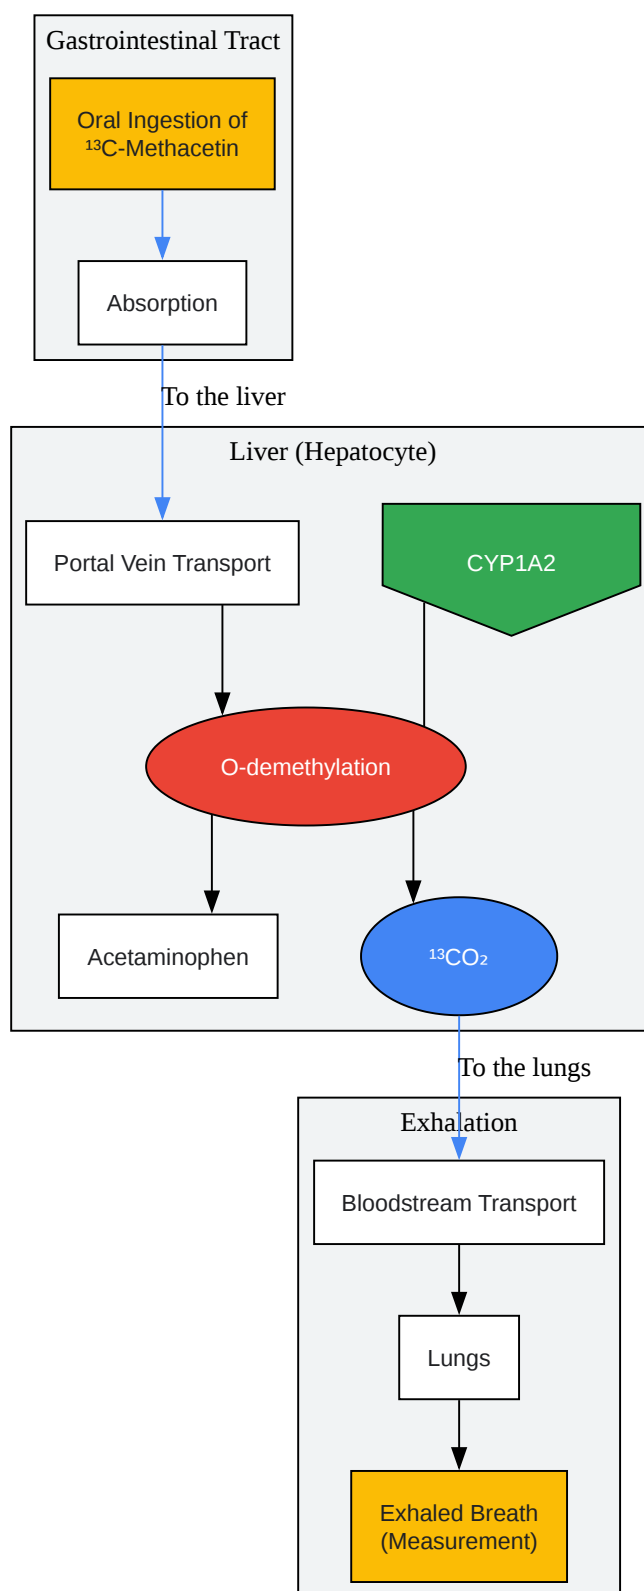 Gastrointestinal Tract
Oral Ingestion of
¹³C-Methacetin
Absorption
To the liver
Liver (Hepatocyte)
Portal Vein Transport
CYP1A2
O-demethylation
Acetaminophen
¹³CO₂
To the lungs
Exhalation
Bloodstream Transport
Lungs
Exhaled Breath
(Measurement)